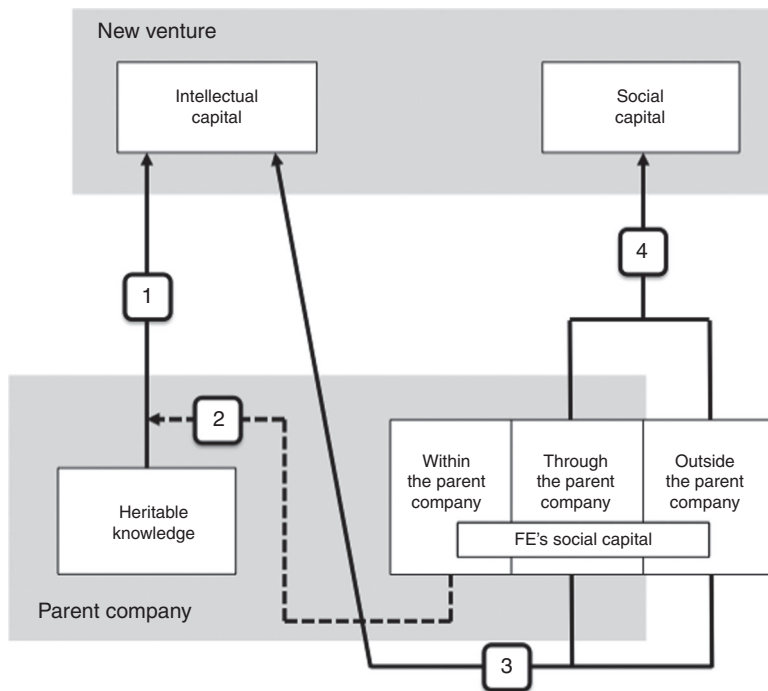 New venture
Intellectual
capital
Social
capital
4
1
2
Within
the parent
company
Through
the parent
company
Outside
the parent
company
Heritable
knowledge
FE's social capital
Parent company
3